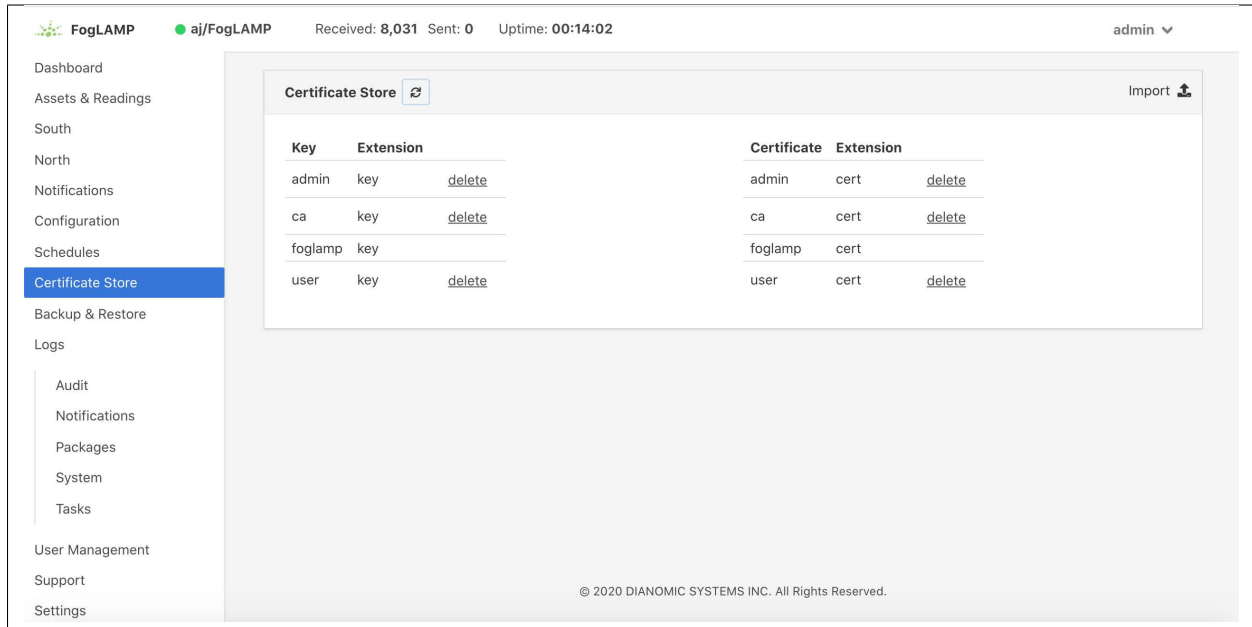 FogLAMP aj/FogLAMP Received: 8,031 Sent: 0 Uptime: 00:14:02 admin
Dashboard
Assets & Readings
South
North
Notifications
Configuration
Schedules
Certificate Store
Backup & Restore
Logs
Audit
Notifications
Packages
System
Tasks
User Management
Support
Settings
Certificate Store Import
Key Extension
admin key delete
ca key delete
foglamp key
user key delete
Certificate Extension
admin cert delete
ca cert delete
foglamp cert
user cert delete
© 2020 DIANOMIC SYSTEMS INC. All Rights Reserved.